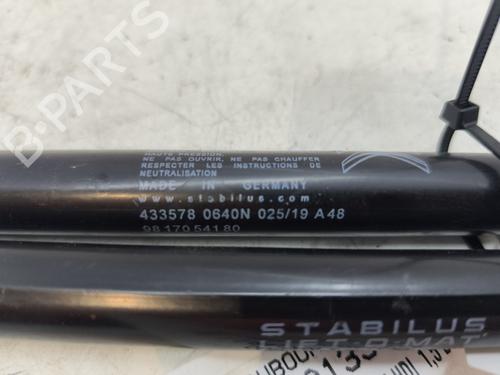 HAUTE PRESSION,
NE PAS OUVRIR, NE PAS CHAUFFER
RESPECTER LES INSTRUCTIONS DE
NEUTRALISATION
MADE IN GERMANY
www.stabilus.com
433578 0640N 025/19 A48
98 170 541 80
STABILUS
LIFT-O-MAT
B-PARTS